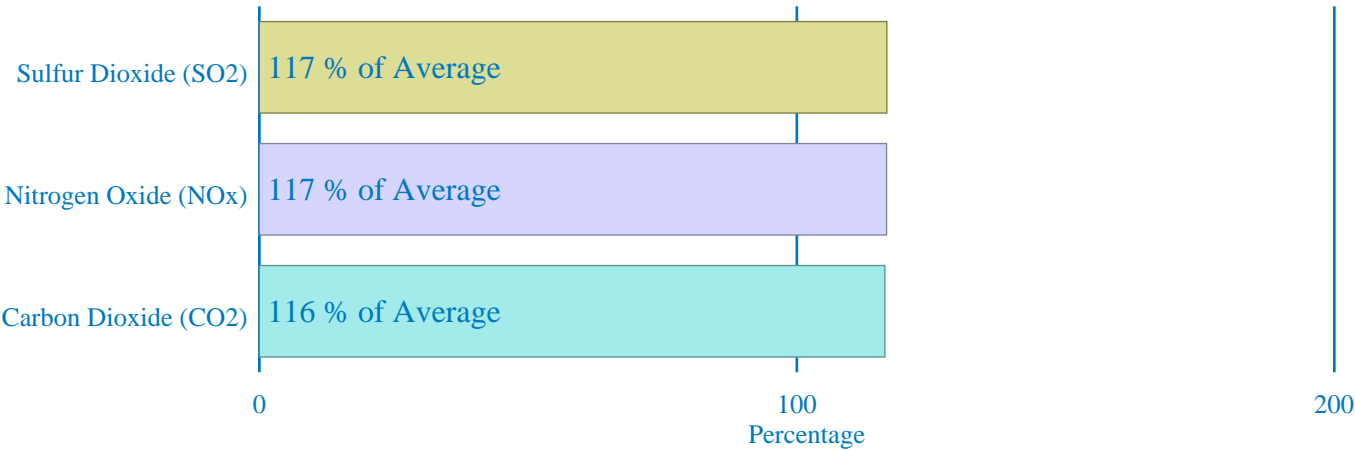 Sulfur Dioxide (SO2)
117 % of Average
Nitrogen Oxide (NOx)
117 % of Average
Carbon Dioxide (CO2)
116 % of Average
0
100
200
Percentage